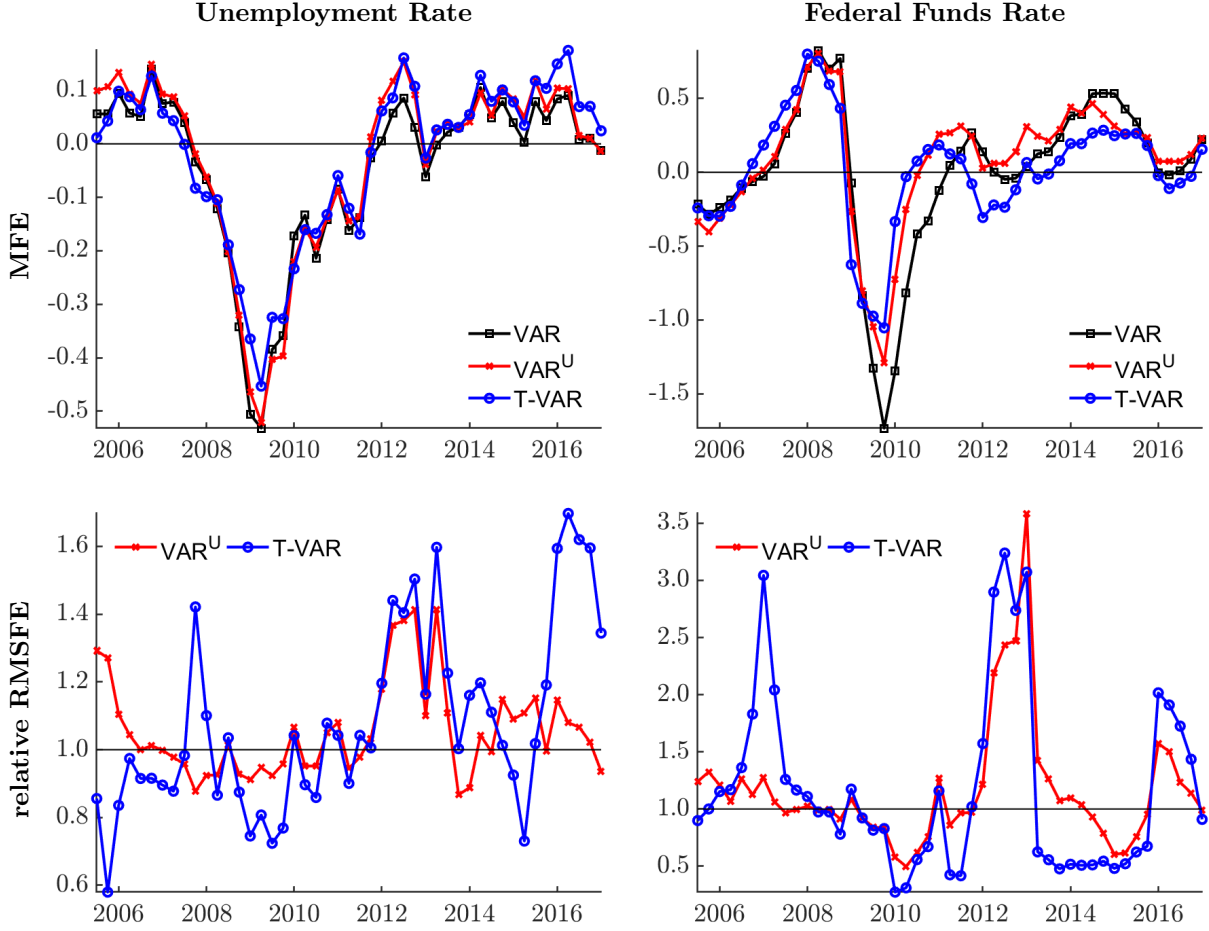 Unemployment Rate
Federal Funds Rate
MFE
0.1
0.0
-0.1
-0.2
-0.3
-0.4
-0.5
VAR
VAR^U
T-VAR
2006 2008 2010 2012 2014 2016
0.5
0.0
-0.5
-1.0
-1.5
VAR
VAR^U
T-VAR
2006 2008 2010 2012 2014 2016
relative RMSFE
VAR^U T-VAR
1.6
1.4
1.2
1.0
0.8
0.6
2006 2008 2010 2012 2014 2016
VAR^U T-VAR
3.5
3.0
2.5
2.0
1.5
1.0
0.5
2006 2008 2010 2012 2014 2016